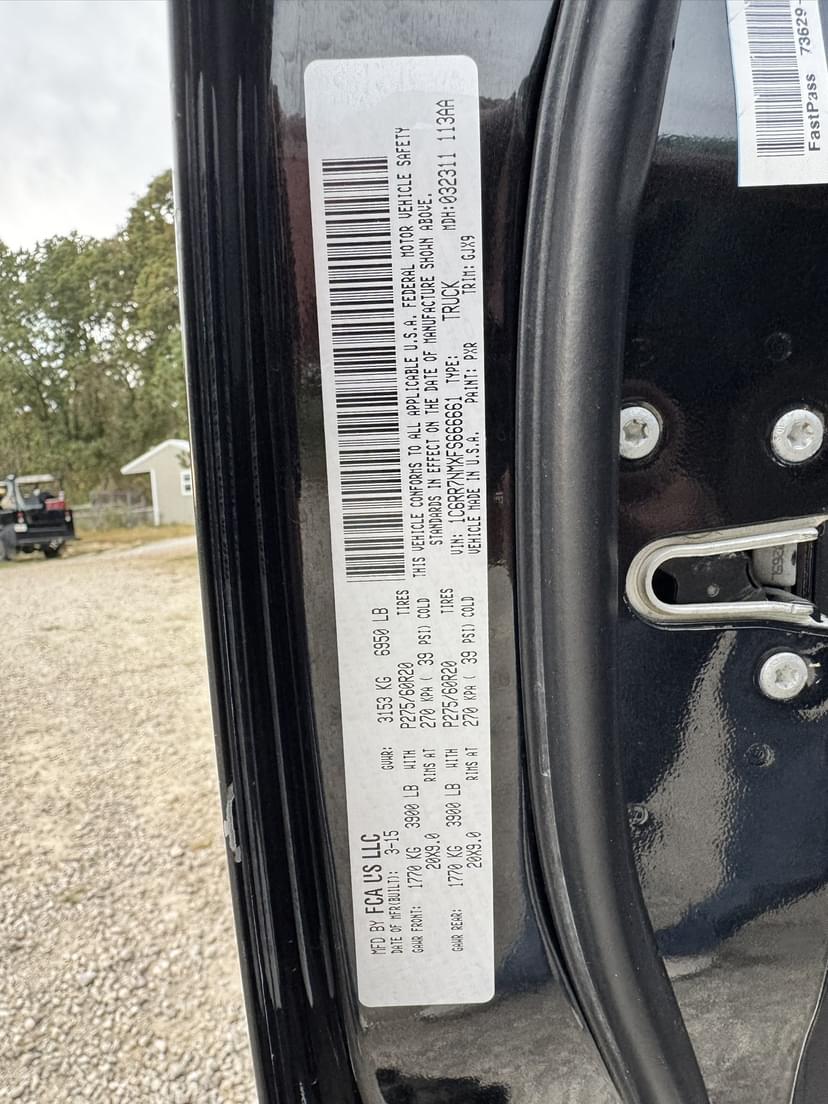 MFD BY FCA US LLC
DATE OF MFR(BUILT): 3-15 GVWR: 3153 KG 6950 LB
GAWR FRONT: 1770 KG 3900 LB WITH P275/60R20 TIRES
20X9.0 RIMS AT 270 KPA ( 39 PSI) COLD
GAWR REAR: 1770 KG 3900 LB WITH P275/60R20 TIRES
20X9.0 RIMS AT 270 KPA ( 39 PSI) COLD
THIS VEHICLE CONFORMS TO ALL APPLICABLE U.S.A. FEDERAL MOTOR VEHICLE SAFETY
STANDARDS IN EFFECT ON THE DATE OF MANUFACTURE SHOWN ABOVE.
MDH:032311 113AA
VIN: 1C6RR7NMXFS666661 TYPE: TRUCK
VEHICLE MADE IN U.S.A. PAINT: PXR TRIM: GJX9
FastPass 73629-